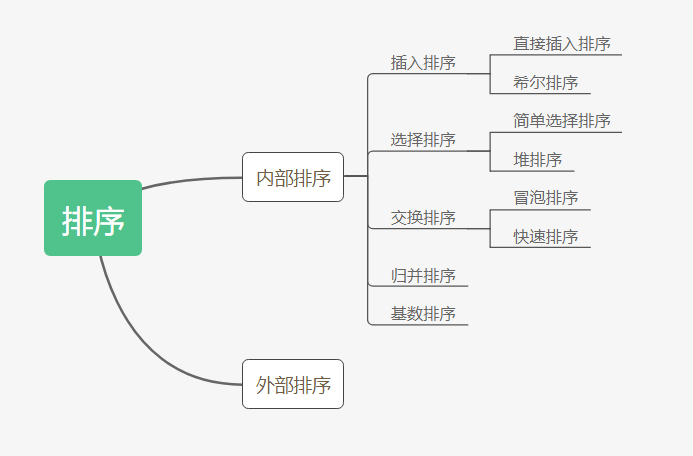 排序
内部排序
插入排序
直接插入排序
希尔排序
选择排序
简单选择排序
堆排序
交换排序
冒泡排序
快速排序
归并排序
基数排序
外部排序